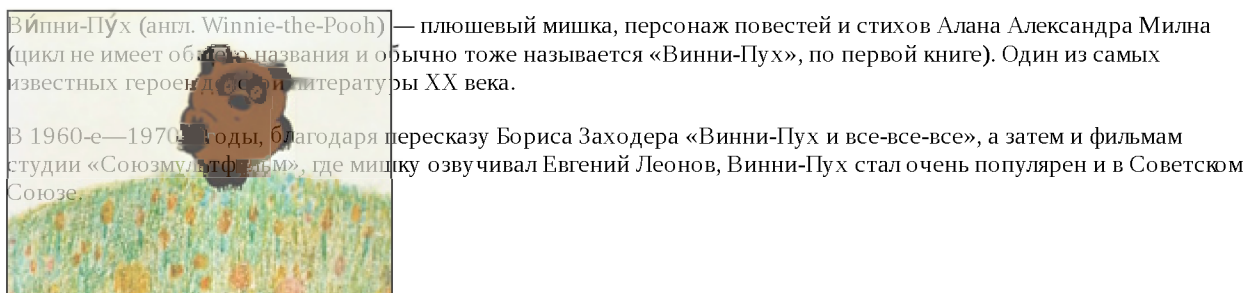 Ви́нни-Пу́х (англ. Winnie-the-Pooh) — плюшевый мишка, персонаж повестей и стихов Алана Александра Милна
(цикл не имеет общего названия и обычно тоже называется «Винни-Пух», по первой книге). Один из самых
известных героев детской литературы XX века.
В 1960-е—1970-е годы, благодаря пересказу Бориса Заходера «Винни-Пух и все-все-все», а затем и фильмам
студии «Союзмультфильм», где мишку озвучивал Евгений Леонов, Винни-Пух стал очень популярен и в Советском
Союзе.